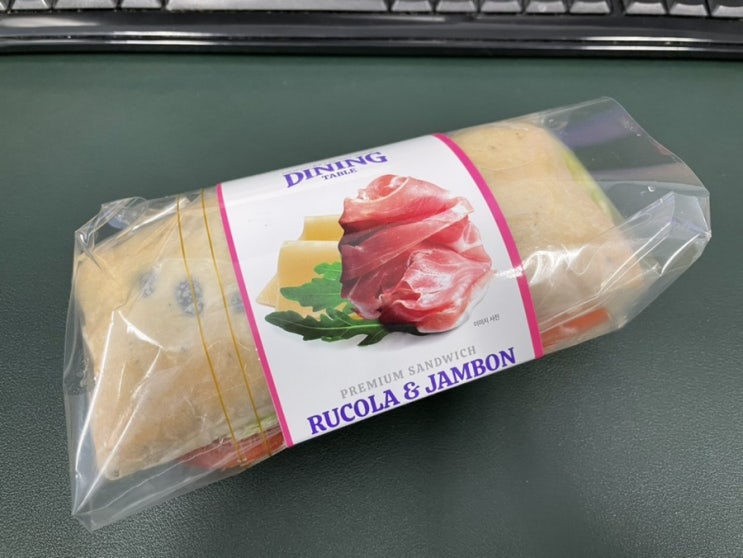 DINING
TABLE
이미지 사진
PREMIUM SANDWICH
RUCOLA & JAMBON